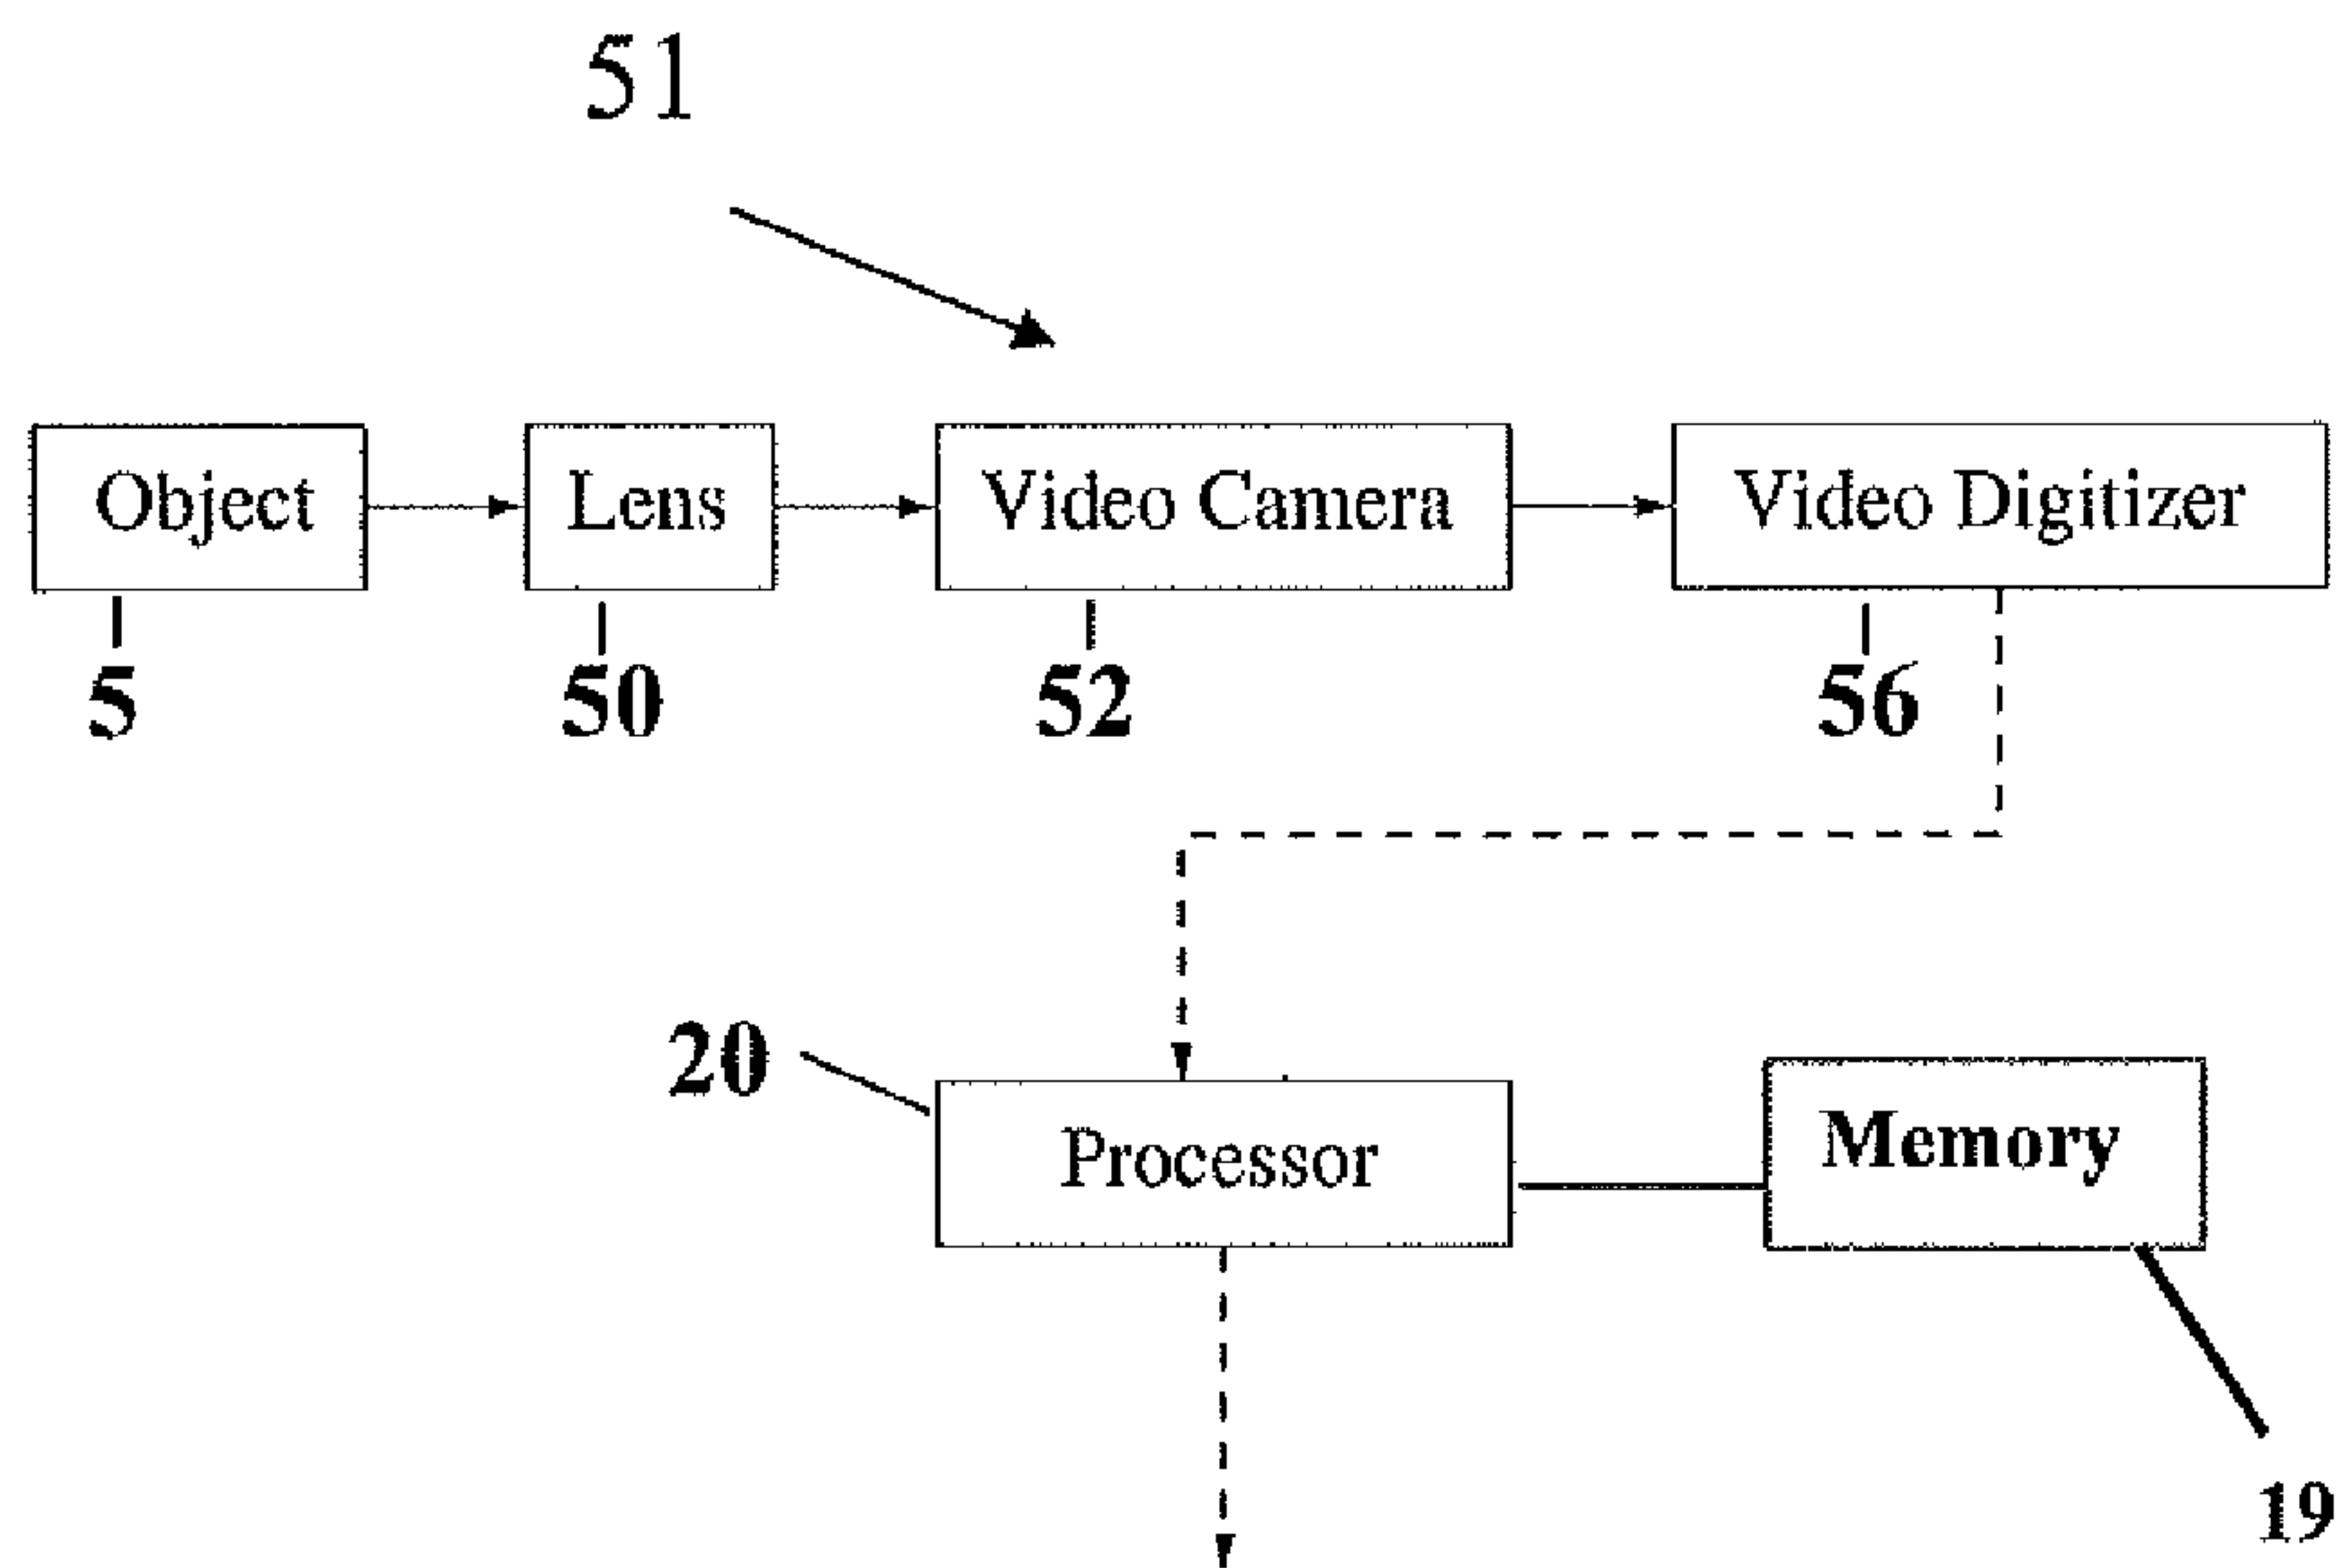 51
Object
Lens
Video Camera
Video Digitizer
5
50
52
56
20
Processor
Memory
19